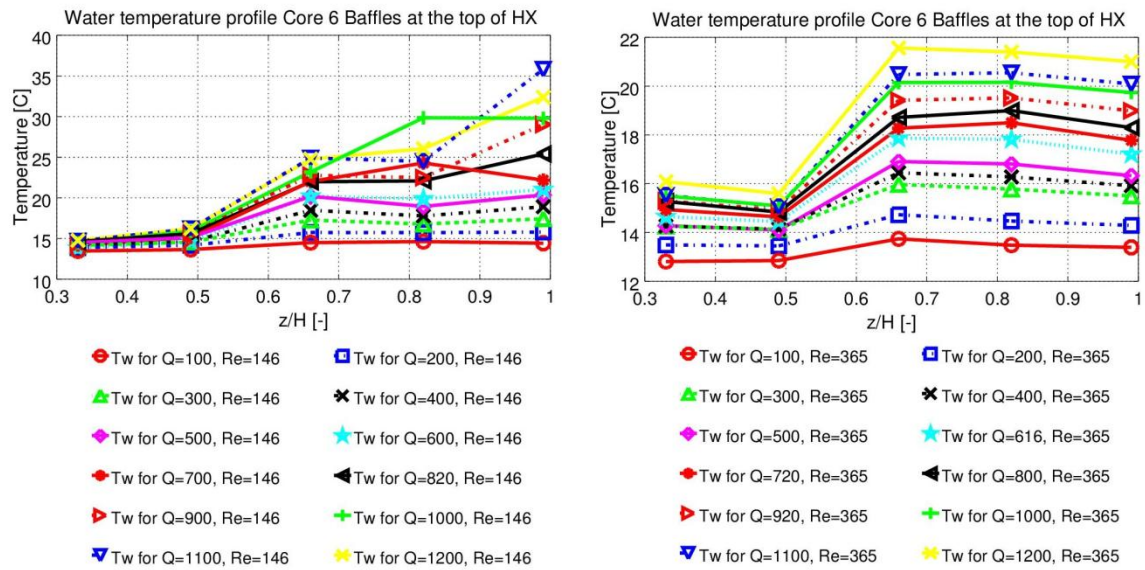 Water temperature profile Core 6 Baffles at the top of HX
40
35
30
25
20
15
10
Temperature [C]
0.3 0.4 0.5 0.6 0.7 0.8 0.9 1
z/H [-]
Tw for Q=100, Re=146 Tw for Q=200, Re=146
Tw for Q=300, Re=146 Tw for Q=400, Re=146
Tw for Q=500, Re=146 Tw for Q=600, Re=146
Tw for Q=700, Re=146 Tw for Q=820, Re=146
Tw for Q=900, Re=146 Tw for Q=1000, Re=146
Tw for Q=1100, Re=146 Tw for Q=1200, Re=146
Water temperature profile Core 6 Baffles at the top of HX
22
20
18
16
14
12
Temperature [C]
0.3 0.4 0.5 0.6 0.7 0.8 0.9 1
z/H [-]
Tw for Q=100, Re=365 Tw for Q=200, Re=365
Tw for Q=300, Re=365 Tw for Q=400, Re=365
Tw for Q=500, Re=365 Tw for Q=616, Re=365
Tw for Q=720, Re=365 Tw for Q=800, Re=365
Tw for Q=920, Re=365 Tw for Q=1000, Re=365
Tw for Q=1100, Re=365 Tw for Q=1200, Re=365